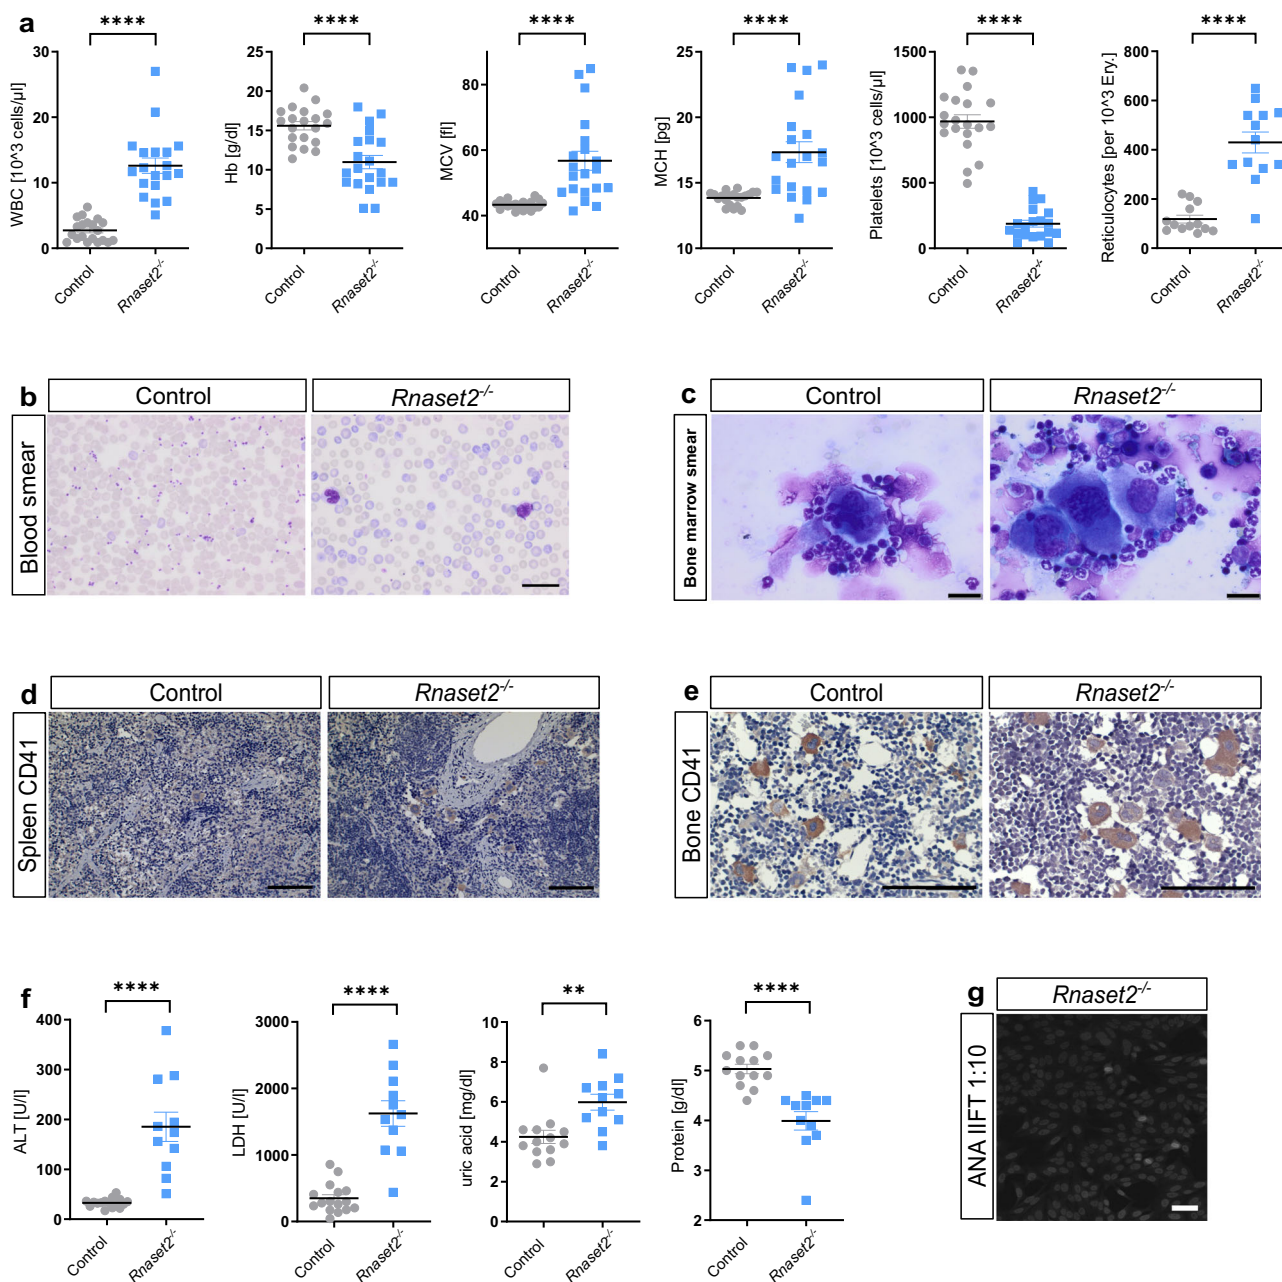 a
**** **** **** **** **** ****
WBC [10^3 cells/µl]
30
20
10
0
Control
Rnaset2-/-
Hb [g/dl]
25
20
15
10
5
0
Control
Rnaset2-/-
MCV [fl]
80
60
40
Control
Rnaset2-/-
MCH [pg]
25
20
15
10
Control
Rnaset2-/-
Platelets [10^3 cells/µl]
1500
1000
500
0
Control
Rnaset2-/-
Reticulocytes [per 10^3 Ery.]
800
600
400
200
0
Control
Rnaset2-/-
b
Control
Rnaset2-/-
Blood smear
c
Control
Rnaset2-/-
Bone marrow smear
d
Control
Rnaset2-/-
Spleen CD41
e
Control
Rnaset2-/-
Bone CD41
f
**** **** ** ****
ALT [U/l]
400
300
200
100
0
Control
Rnaset2-/-
LDH [U/l]
3000
2000
1000
0
Control
Rnaset2-/-
uric acid [mg/dl]
10
8
6
4
2
0
Control
Rnaset2-/-
Protein [g/dl]
6
5
4
3
2
Control
Rnaset2-/-
g
Rnaset2-/-
ANA IIFT 1:10